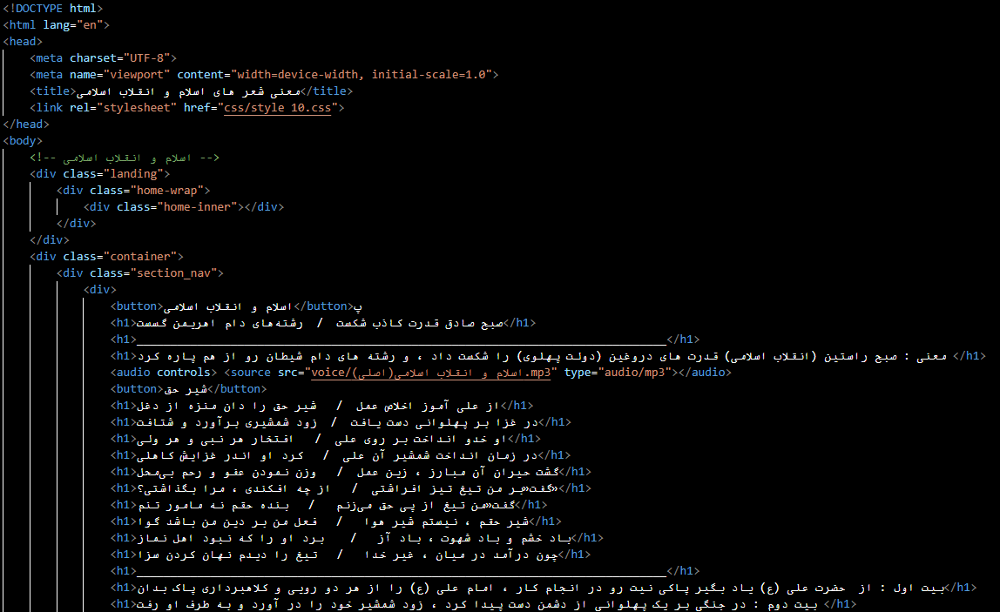 <!DOCTYPE html>
<html lang="en">
<head>
<meta charset="UTF-8">
<meta name="viewport" content="width=device-width, initial-scale=1.0">
<title>معنی شعر های اسلام و انقلاب اسلامی</title>
<link rel="stylesheet" href="css/style 10.css">
</head>
<body>
<!-- اسلام و انقلاب اسلامی -->
<div class="landing">
<div class="home-wrap">
<div class="home-inner"></div>
</div>
</div>
<div class="container">
<div class="section_nav">
<div>
<button>اسلام و انقلاب اسلامی</button>پ
<h1>صبح صادق قدرت کاذب شکست / رشته‌های دام اهریمن گسست</h1>
<h1>_______________________________________________________________________________</h1>
<h1>معنی : صبح راستین (انقلاب اسلامی) قدرت های دروغین (دولت پهلوی) را شکست داد ، و رشته های دام شیطان رو از هم پاره کرد </h1>
<audio controls> <source src="voice/اسلام و انقلاب اسلامی(اصلی).mp3" type="audio/mp3"></audio>
<button>شیر حق</button>
<h1>از علی آموز اخلاص عمل / شیر حق را دان منزه از دغل</h1>
<h1>در غزا بر پهلوانی دست یافت / زود شمشیری برآورد و شتافت</h1>
<h1>او خدو انداخت بر روی علی / افتخار هر نبی و هر ولی</h1>
<h1>در زمان انداخت شمشیر آن علی / کرد او اندر غزایش کاهلی</h1>
<h1>گشت حیران آن مبارز ، زین عمل / وزن نمودن عفو و رحم بی‌محل</h1>
<h1>گفت«بر من تیغ تیز افراشتی / از چه افکندی ، مرا بگذاشتی؟»</h1>
<h1>گفت«من تیغ از پی حق می‌زنم / بنده حقم نه مامور تنم</h1>
<h1>شیر حقم ، نیستم شیر هوا / فعل من بر دین من باشد گوا</h1>
<h1>باد خشم و باد شهوت ، باد آز / برد او را که نبود اهل نماز</h1>
<h1>چون درآمد در میان ، غیر خدا / تیغ را دیدم نهان کردن سزا</h1>
<h1>_______________________________________________________________________________</h1>
<h1>بیت اول : از حضرت علی (ع) یاد بگیر پاکی نیت رو در انجام کار ، امام علی (ع) را از هر دو رویی و کلاهبرداری پاک بدان</h1>
<h1>بیت دوم : در جنگی بر یک پهلوانی از دشمن دست پیدا کرد ، زود شمشیر خود را در آورد و به طرف او رفت </h1>